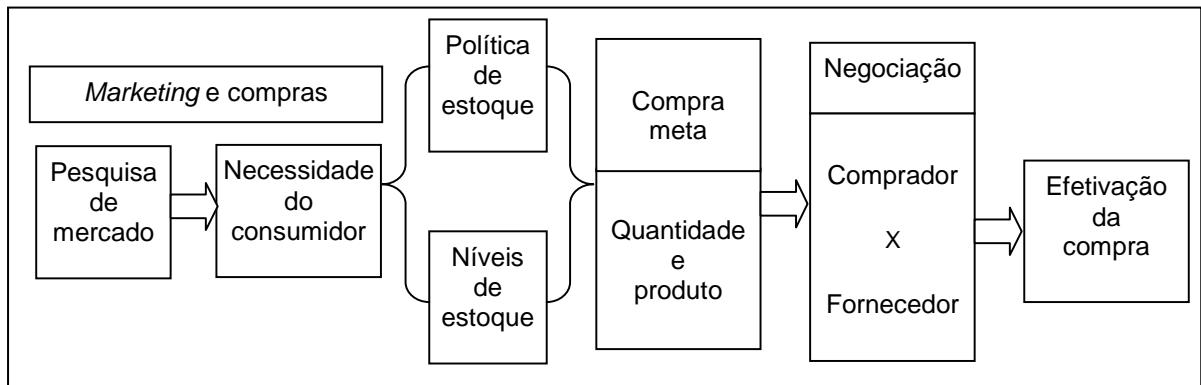 Marketing e compras
Pesquisa
de
mercado
Necessidade
do
consumidor
Política
de
estoque
Níveis
de
estoque
Compra
meta
Quantidade
e
produto
Negociação
Comprador
X
Fornecedor
Efetivação
da
compra